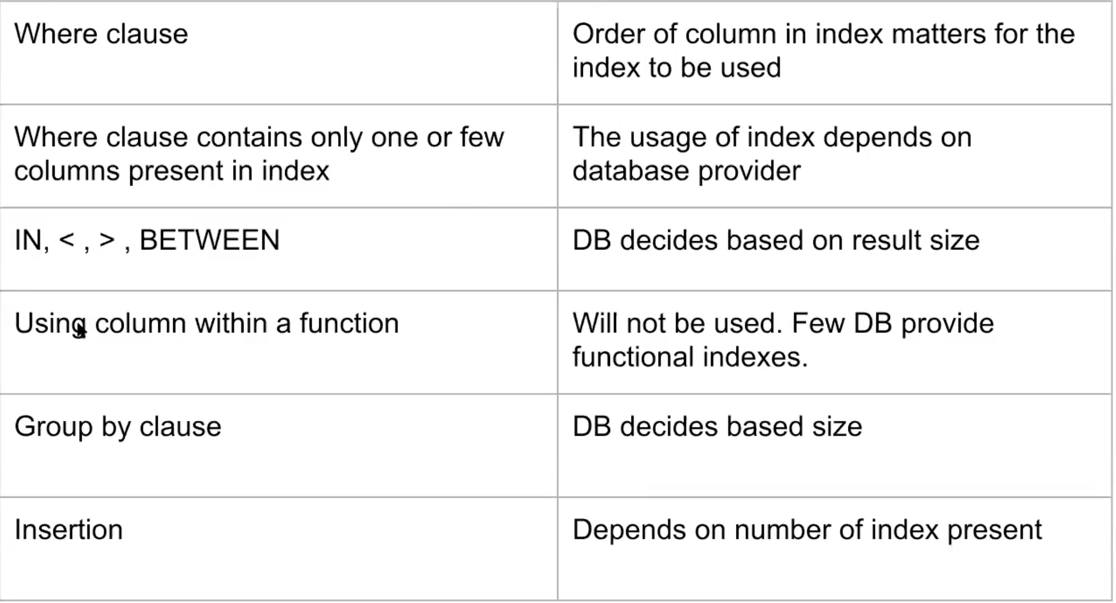 Where clause
Order of column in index matters for the
index to be used
Where clause contains only one or few
columns present in index
The usage of index depends on
database provider
IN, < , > , BETWEEN
DB decides based on result size
Using column within a function
Will not be used. Few DB provide
functional indexes.
Group by clause
DB decides based size
Insertion
Depends on number of index present